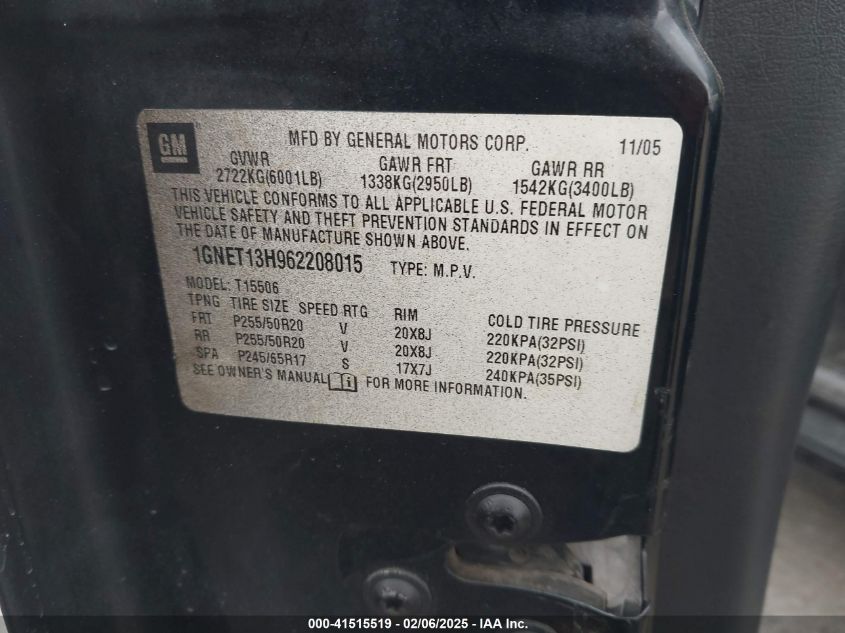 GM
MFD BY GENERAL MOTORS CORP. 11/05
GVWR GAWR FRT GAWR RR
2722KG(6001LB) 1338KG(2950LB) 1542KG(3400LB)
THIS VEHICLE CONFORMS TO ALL APPLICABLE U.S. FEDERAL MOTOR
VEHICLE SAFETY AND THEFT PREVENTION STANDARDS IN EFFECT ON
THE DATE OF MANUFACTURE SHOWN ABOVE.
1GNET13H962208015 TYPE: M.P.V.
MODEL: T15506
TPNG TIRE SIZE SPEED RTG RIM COLD TIRE PRESSURE
FRT P255/50R20 V 20X8J 220KPA(32PSI)
RR P255/50R20 V 20X8J 220KPA(32PSI)
SPA P245/65R17 S 17X7J 240KPA(35PSI)
SEE OWNER'S MANUAL FOR MORE INFORMATION.
000-41515519 - 02/06/2025 - IAA Inc.